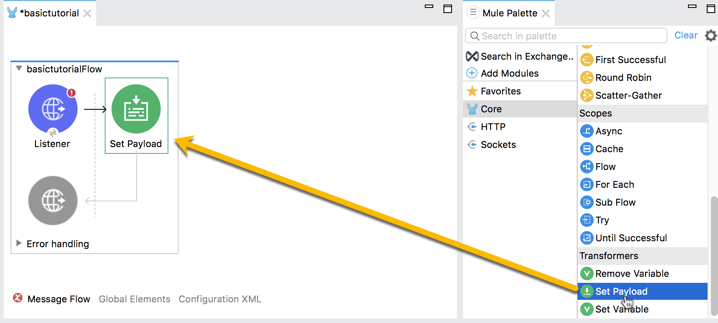 *basictutorial
basictutorialFlow
Listener
Set Payload
Error handling
Message Flow
Global Elements
Configuration XML
Mule Palette
Search in palette
Clear
Search in Exchange..
Add Modules
Favorites
Core
HTTP
Sockets
First Successful
Round Robin
Scatter-Gather
Scopes
Async
Cache
Flow
For Each
Sub Flow
Try
Until Successful
Transformers
Remove Variable
Set Payload
Set Variable